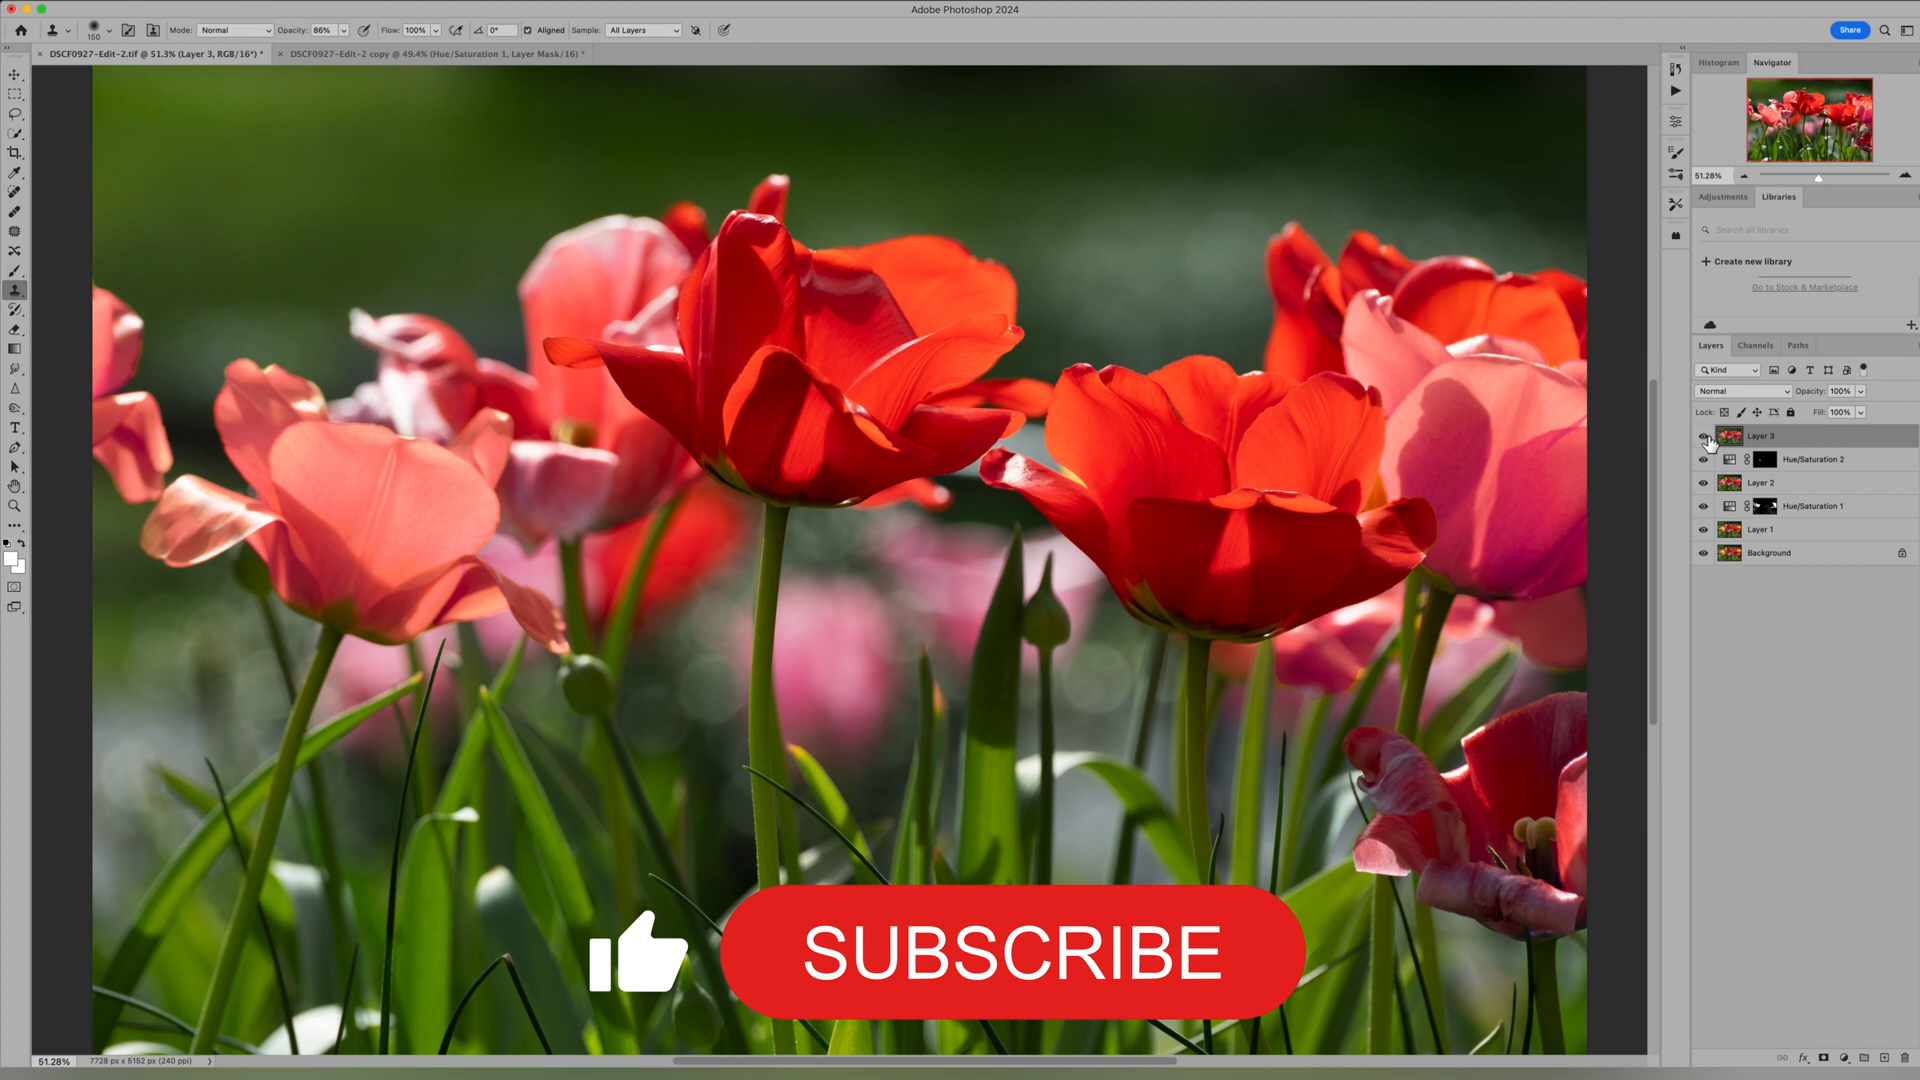 Adobe Photoshop 2024
150
Mode: Normal Opacity: 86% Flow: 100% 0° Aligned Sample: All Layers
Share
× DSCF0927-Edit-2.tif @ 51.3% (Layer 3, RGB/16*) * × DSCF0927-Edit-2 copy @ 49.4% (Hue/Saturation 1, Layer Mask/16) *
Histogram Navigator
51.28%
Adjustments Libraries
Search all libraries
+ Create new library
Go to Stock & Marketplace
Layers Channels Paths
Kind
Normal Opacity: 100%
Lock: Fill: 100%
Layer 3
Hue/Saturation 2
Layer 2
Hue/Saturation 1
Layer 1
Background
SUBSCRIBE
51.28% 7728 px x 5152 px (240 ppi)
fx